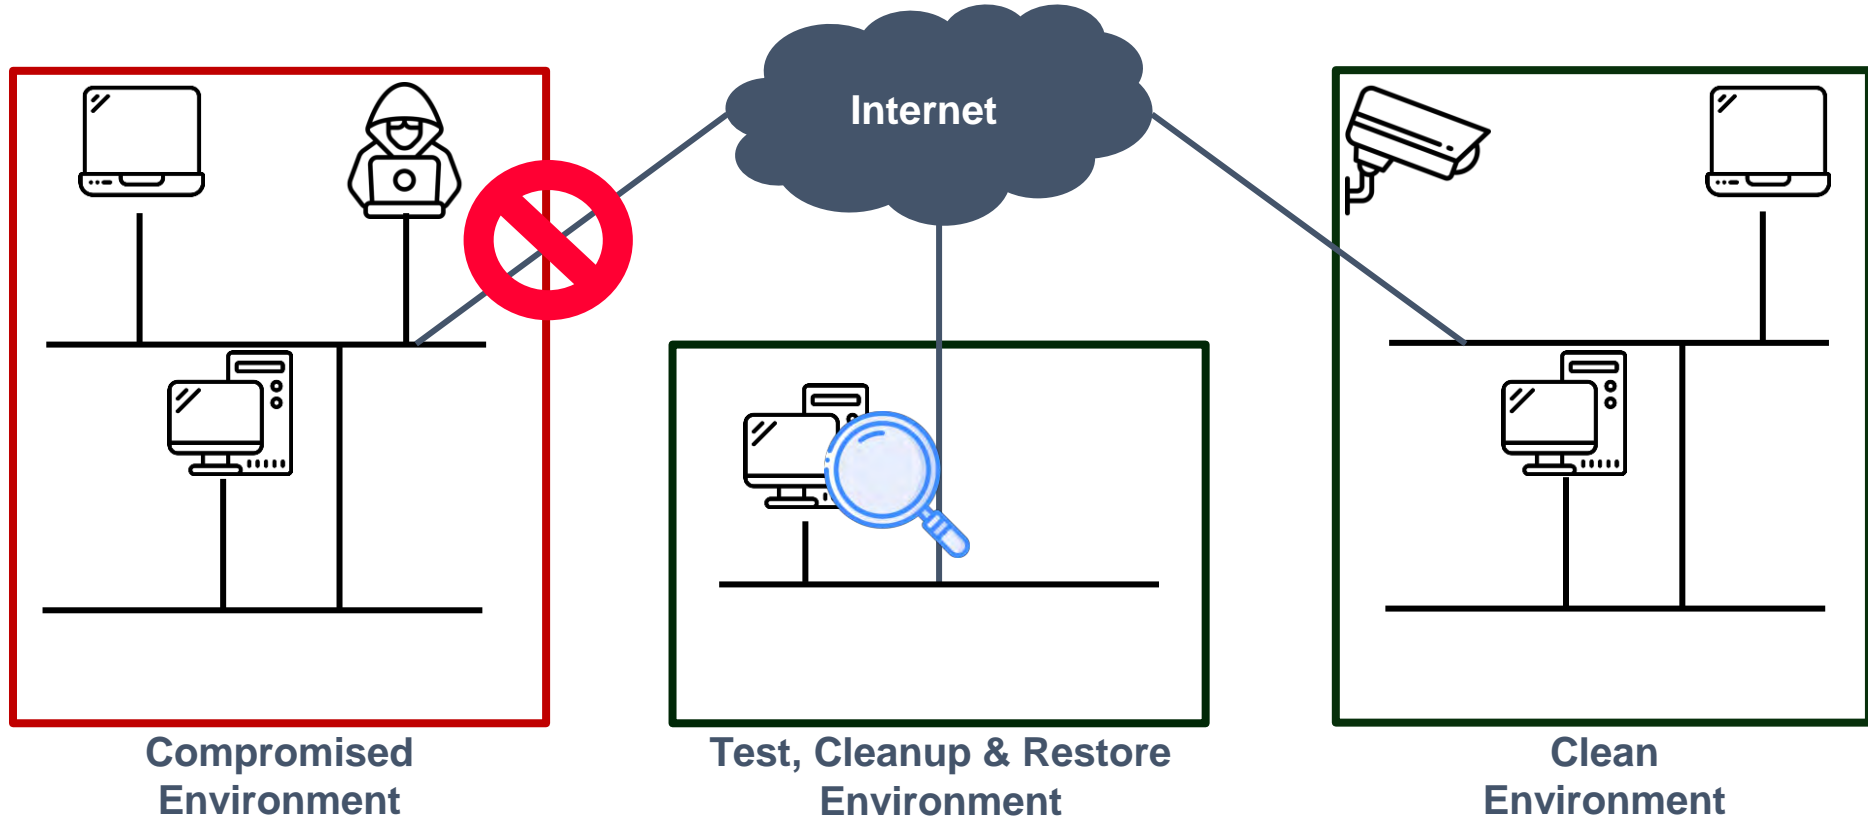 Internet
Compromised
Environment
Test, Cleanup & Restore
Environment
Clean
Environment